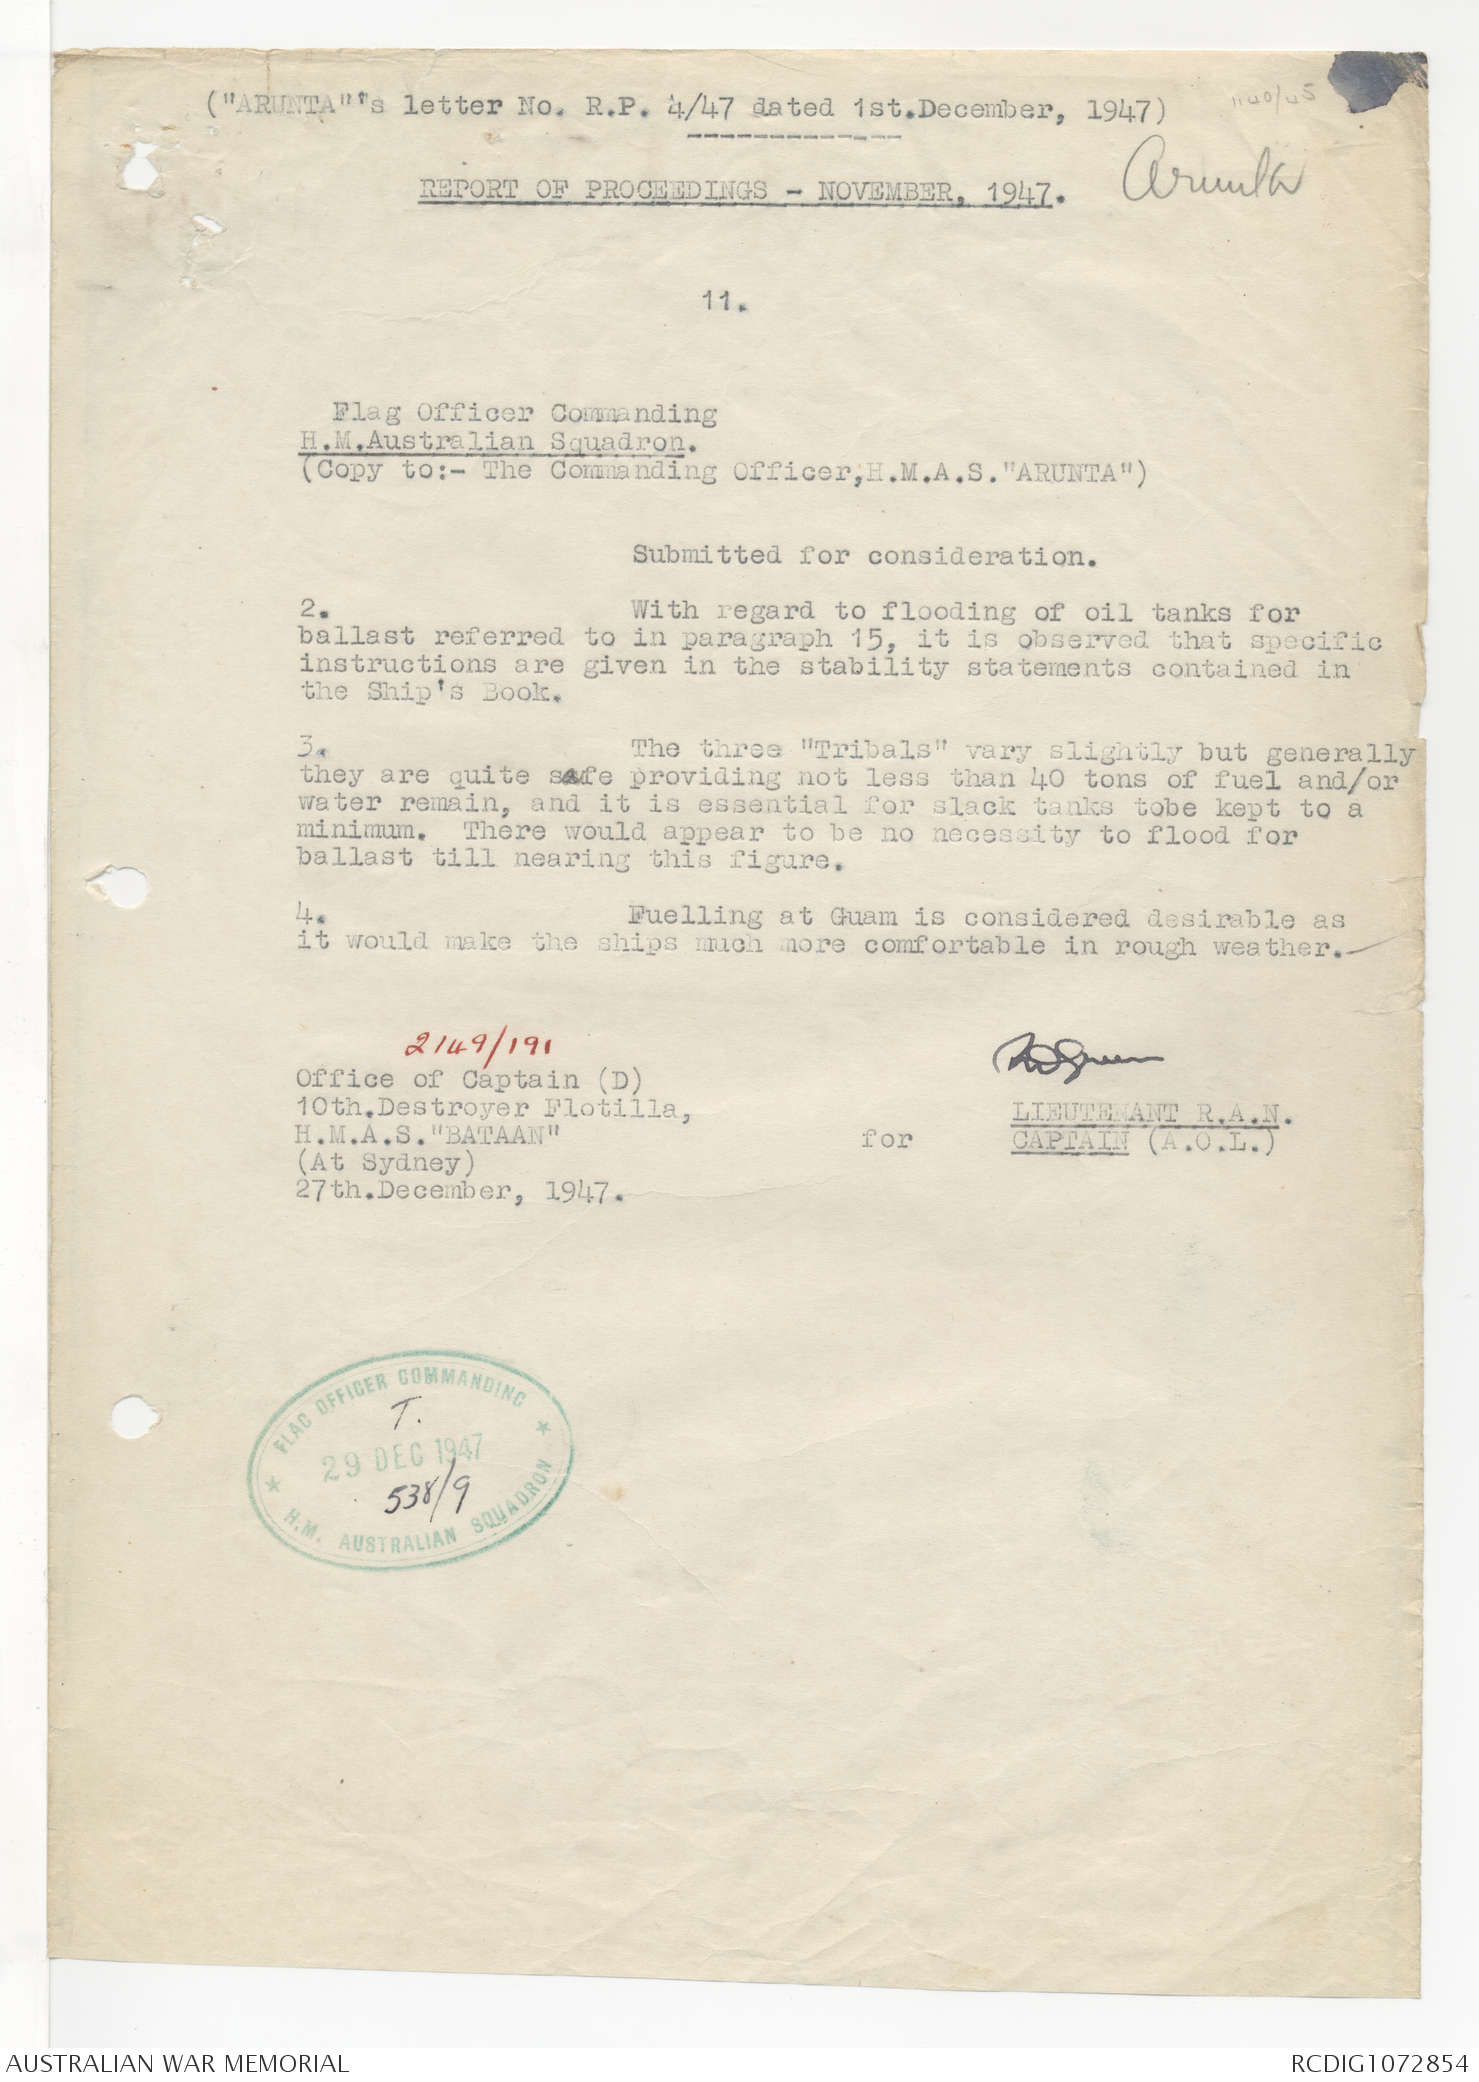 ("ARUNTA"'s letter No. R.P. 4/47 dated 1st.December, 1947)
1140/45
Arunta
REPORT OF PROCEEDINGS - NOVEMBER, 1947.
11.
Flag Officer Commanding
H.M.Australian Squadron.
(Copy to:- The Commanding Officer,H.M.A.S."ARUNTA")
Submitted for consideration.
2. With regard to flooding of oil tanks for
ballast referred to in paragraph 15, it is observed that specific
instructions are given in the stability statements contained in
the Ship's Book.
3. The three "Tribals" vary slightly but generally
they are quite safe providing not less than 40 tons of fuel and/or
water remain, and it is essential for slack tanks tobe kept to a
minimum. There would appear to be no necessity to flood for
ballast till nearing this figure.
4. Fuelling at Guam is considered desirable as
it would make the ships much more comfortable in rough weather.
2149/191
Office of Captain (D)
10th.Destroyer Flotilla,
H.M.A.S."BATAAN"
(At Sydney)
27th.December, 1947.
LIEUTENANT R.A.N.
for CAPTAIN (A.O.L.)
FLAG OFFICER COMMANDING
T.
29 DEC 1947
538/9
H.M. AUSTRALIAN SQUADRON
AUSTRALIAN WAR MEMORIAL
RCDIG1072854